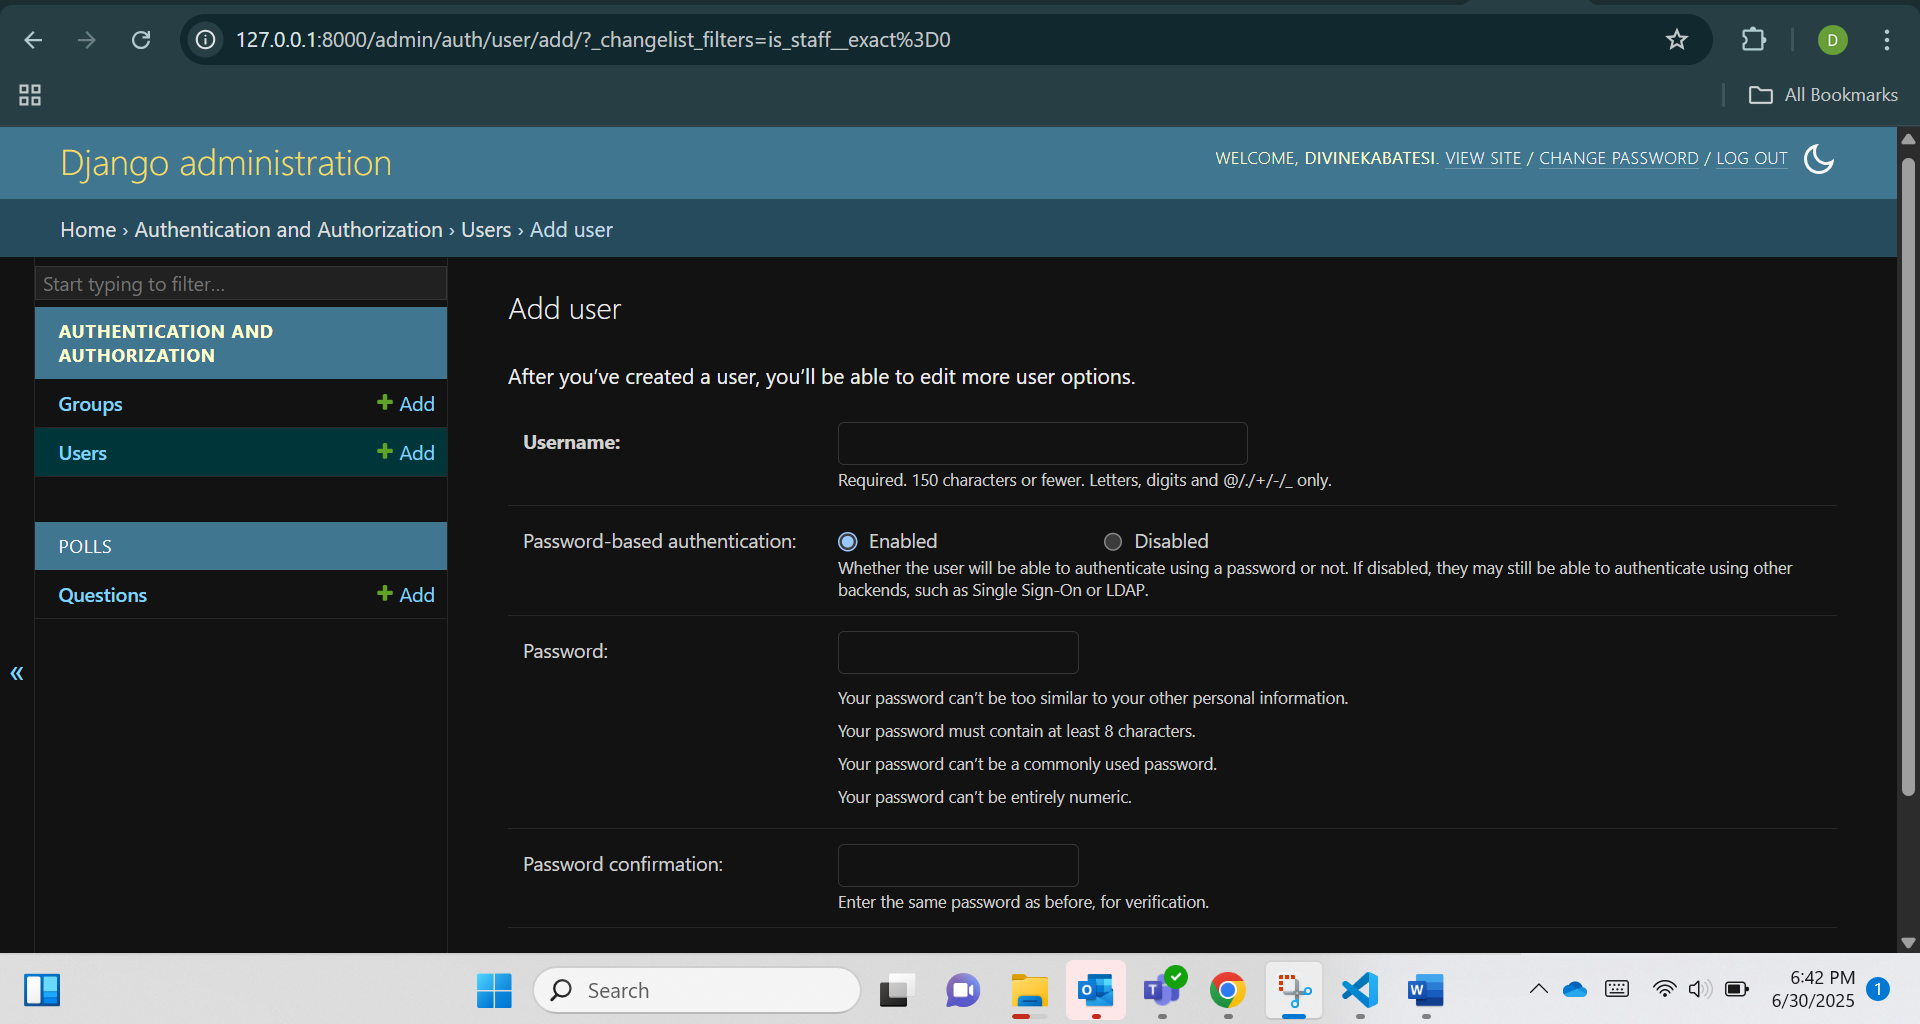 127.0.0.1:8000/admin/auth/user/add/?_changelist_filters=is_staff__exact%3D0
D
All Bookmarks
Django administration
WELCOME, DIVINEKABATESI. VIEW SITE / CHANGE PASSWORD / LOG OUT
Home › Authentication and Authorization › Users › Add user
Start typing to filter...
AUTHENTICATION AND
AUTHORIZATION
Groups
+ Add
Users
+ Add
POLLS
Questions
+ Add
«
Add user
After you’ve created a user, you’ll be able to edit more user options.
Username:
Required. 150 characters or fewer. Letters, digits and @/./+/-/_ only.
Password-based authentication:
Enabled
Disabled
Whether the user will be able to authenticate using a password or not. If disabled, they may still be able to authenticate using other
backends, such as Single Sign-On or LDAP.
Password:
Your password can’t be too similar to your other personal information.
Your password must contain at least 8 characters.
Your password can’t be a commonly used password.
Your password can’t be entirely numeric.
Password confirmation:
Enter the same password as before, for verification.
Search
O
T
W
6:42 PM
6/30/2025
1